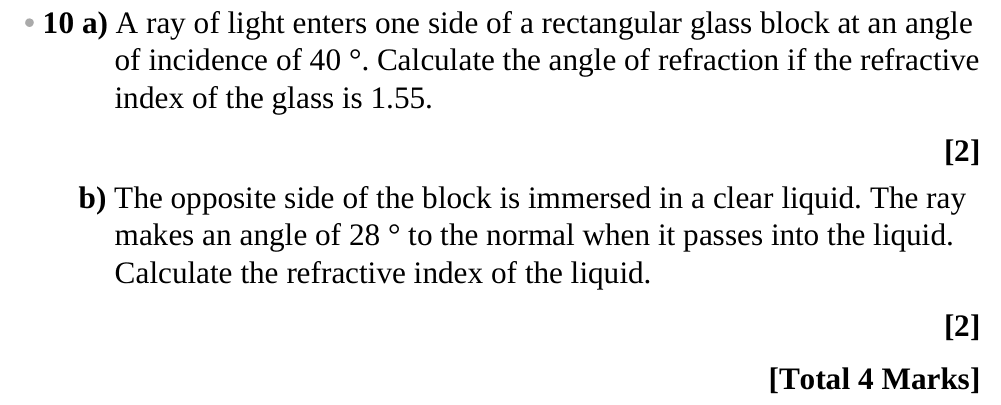 • 10 a) A ray of light enters one side of a rectangular glass block at an angle
of incidence of 40 °. Calculate the angle of refraction if the refractive
index of the glass is 1.55.
[2]
b) The opposite side of the block is immersed in a clear liquid. The ray
makes an angle of 28 ° to the normal when it passes into the liquid.
Calculate the refractive index of the liquid.
[2]
[Total 4 Marks]